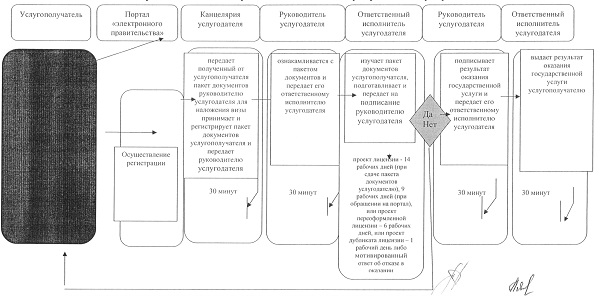 Услугополучатель
Портал
«электронного
правительства»
Канцелярия
услугодателя
Руководитель
услугодателя
Ответственный
исполнитель
услугодателя
Руководитель
услугодателя
Ответственный
исполнитель
услугодателя
Осуществление
регистрации
передает
полученного от
услугополучателя
пакет документов
руководителю
услугодателя для
наложения визы
принимает и
регистрирует пакет
документов
услугополучателя и
передает
руководителю
услугодателя
30 минут
ознакамливается с
пакетом
документов и
передает его
ответственному
исполнителю
услугодателя
30 минут
изучает пакет
документов
услугополучателя,
подготавливает и
передает на
подписание
руководителю
услугодателя
проект лицензии - 14
рабочих дней (при
сдаче пакета
документов
услугодателю), 9
рабочих дней (при
обращении на портал),
или проект
переоформленной
лицензии – 6 рабочих
дней, или проект
дубликата лицензии – 1
рабочий день либо
мотивированный
ответ об отказе в
оказании
Да
Нет
подписывает
результат
оказания
государственной
услуги и
передает его
ответственному
исполнителю
услугодателя
30 минут
выдает результат
оказания
государственной
услуги
услугополучателю
30 минут